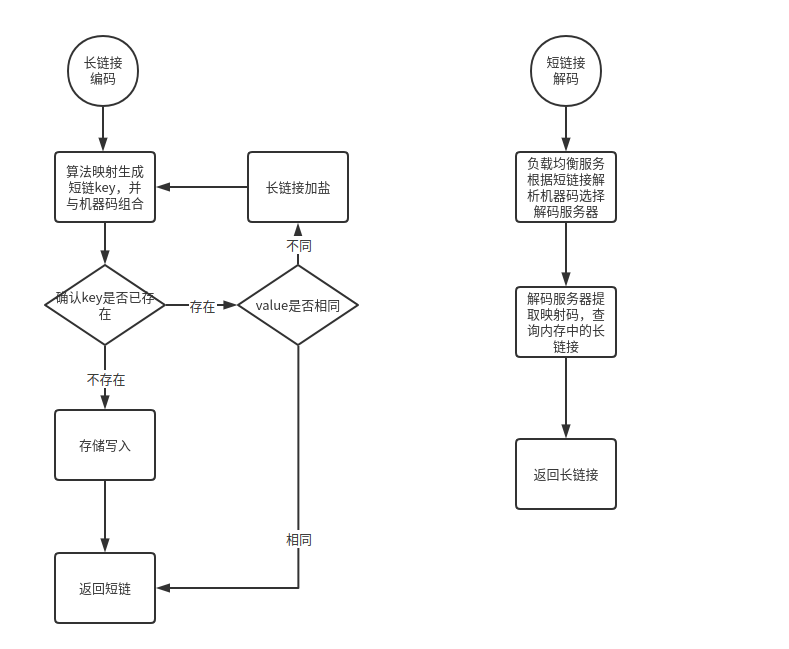 长链接
编码
算法映射生成
短链key，并
与机器码组合
长链接加盐
不同
确认key是否已存
在
存在
value是否相同
不存在
存储写入
相同
返回短链
短链接
解码
负载均衡服务
根据短链接解
析机器码选择
解码服务器
解码服务器提
取映射码，查
询内存中的长
链接
返回长链接